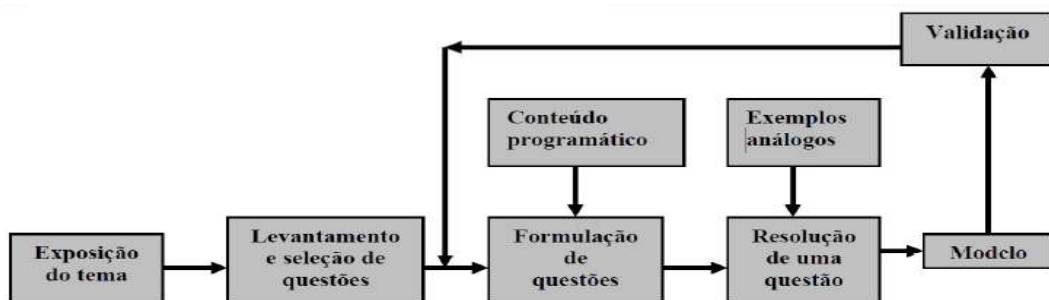 Validação
Conteúdo
programático
Exemplos
análogos
Exposição
do tema
Levantamento
e seleção de
questões
Formulação
de
questões
Resolução
de uma
questão
Modelo